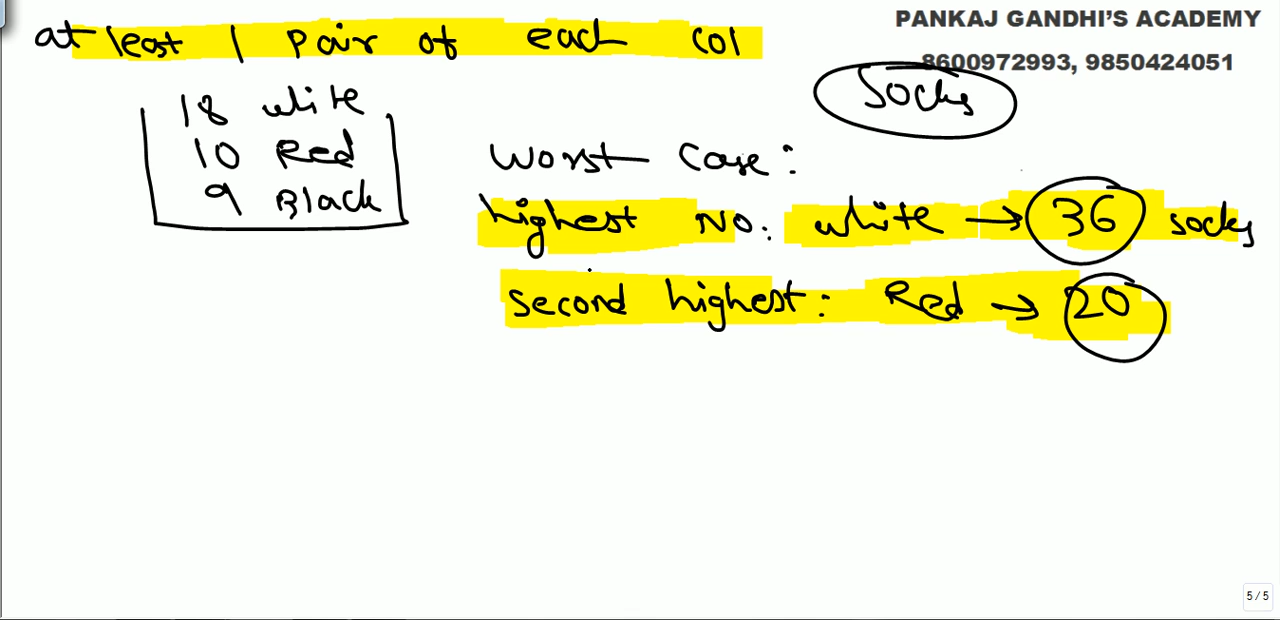 at least 1 Pair of each col
PANKAJ GANDHI'S ACADEMY
8600972993, 9850424051
Socks
18 white
10 Red
9 Black
Worst Case:
highest No: white → 36 socks
second highest: Red → 20
5 / 5